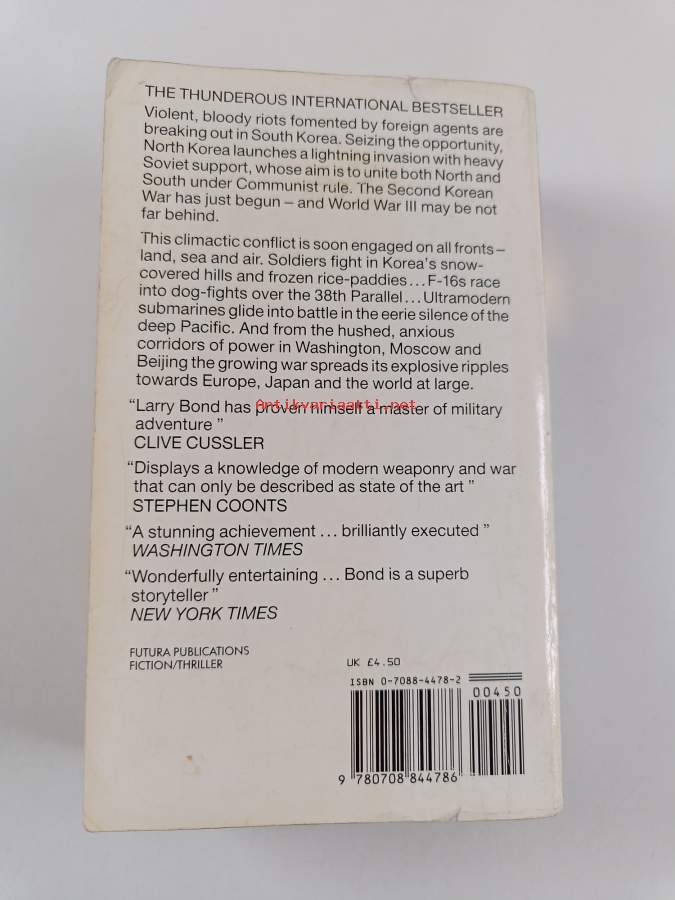 THE THUNDEROUS INTERNATIONAL BESTSELLER
Violent, bloody riots fomented by foreign agents are
breaking out in South Korea. Seizing the opportunity,
North Korea launches a lightning invasion with heavy
Soviet support, whose aim is to unite both North and
South under Communist rule. The Second Korean
War has just begun – and World War III may be not
far behind.
This climactic conflict is soon engaged on all fronts –
land, sea and air. Soldiers fight in Korea's snow-
covered hills and frozen rice-paddies... F-16s race
into dog-fights over the 38th Parallel... Ultramodern
submarines glide into battle in the eerie silence of the
deep Pacific. And from the hushed, anxious
corridors of power in Washington, Moscow and
Beijing the growing war spreads its explosive ripples
towards Europe, Japan and the world at large.
“Larry Bond has proven himself a master of military
Antikvariaatti.net
adventure”
CLIVE CUSSLER
“Displays a knowledge of modern weaponry and war
that can only be described as state of the art”
STEPHEN COONTS
“A stunning achievement ... brilliantly executed”
WASHINGTON TIMES
“Wonderfully entertaining ... Bond is a superb
storyteller”
NEW YORK TIMES
FUTURA PUBLICATIONS
FICTION/THRILLER
UK £4.50
ISBN 0-7088-4478-2
00450
9 780708 844786